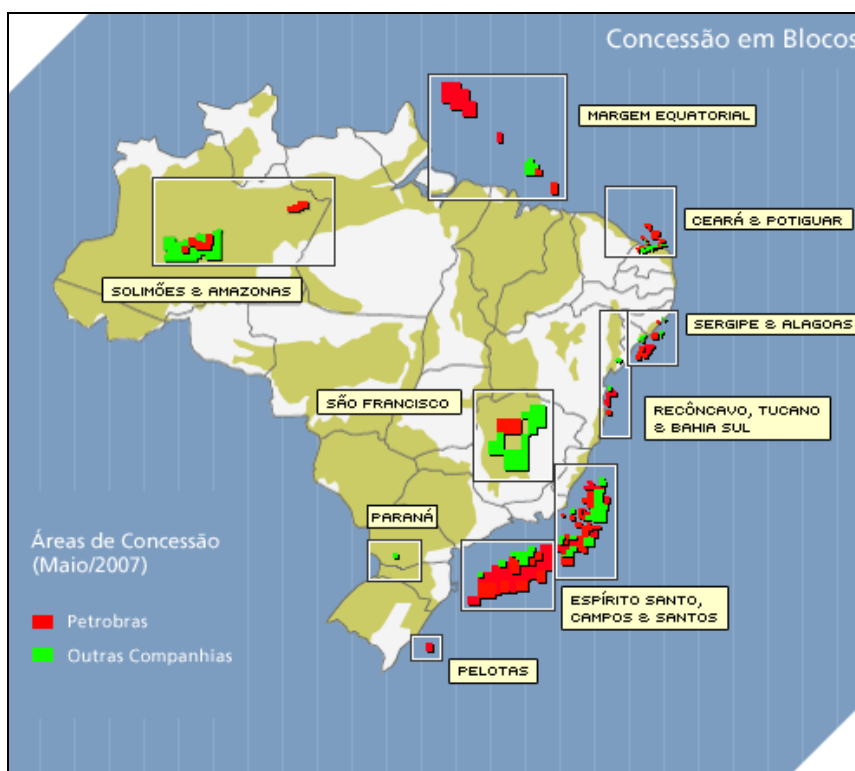 Concessão em Blocos
MARGEM EQUATORIAL
CEARÁ & POTIGUAR
SOLIMÕES & AMAZONAS
SERGIPE & ALAGOAS
SÃO FRANCISCO
RECÔNCAVO, TUCANO
& BAHIA SUL
PARANÁ
Áreas de Concessão
(Maio/2007)
Petrobras
Outras Companhias
ESPÍRITO SANTO,
CAMPOS & SANTOS
PELOTAS